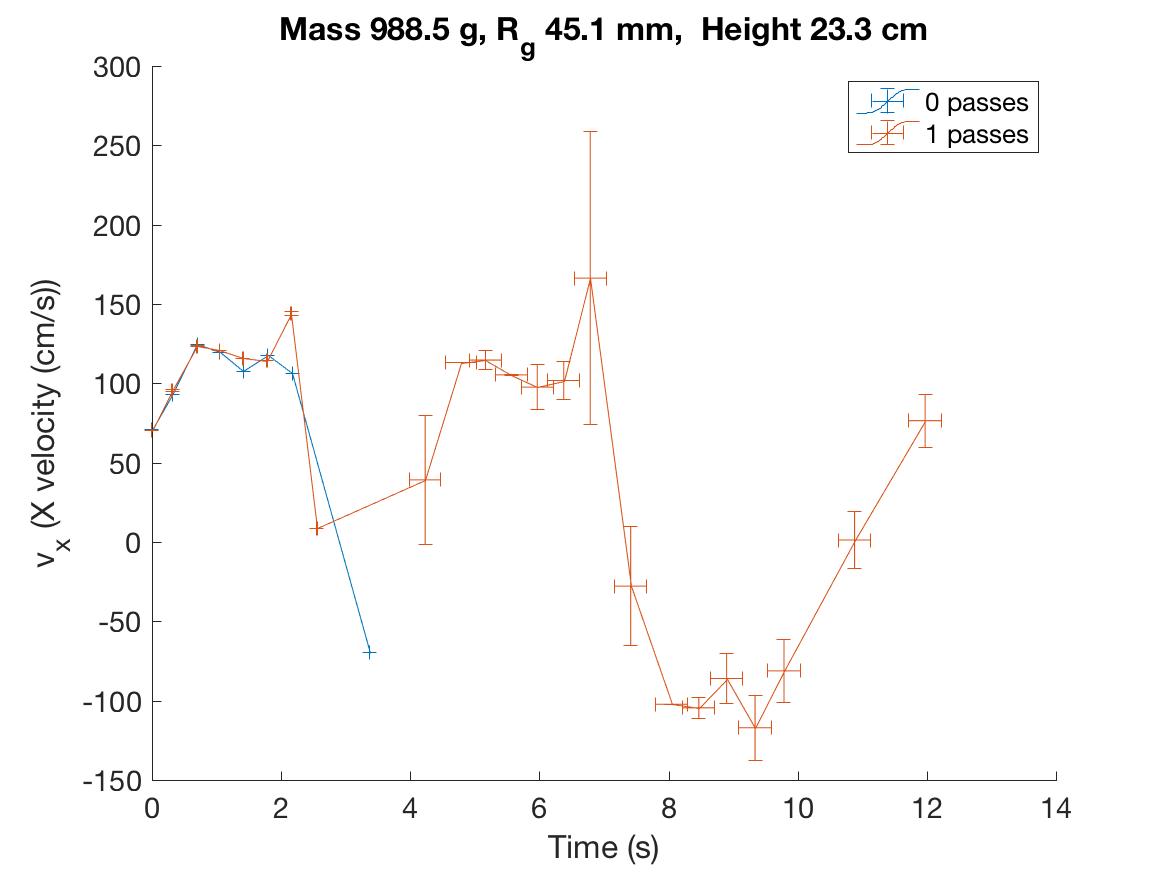 Mass 988.5 g, Rg 45.1 mm, Height 23.3 cm
300
250
200
150
100
50
0
-50
-100
-150
vx (X velocity (cm/s))
0 passes
1 passes
0 2 4 6 8 10 12 14
Time (s)